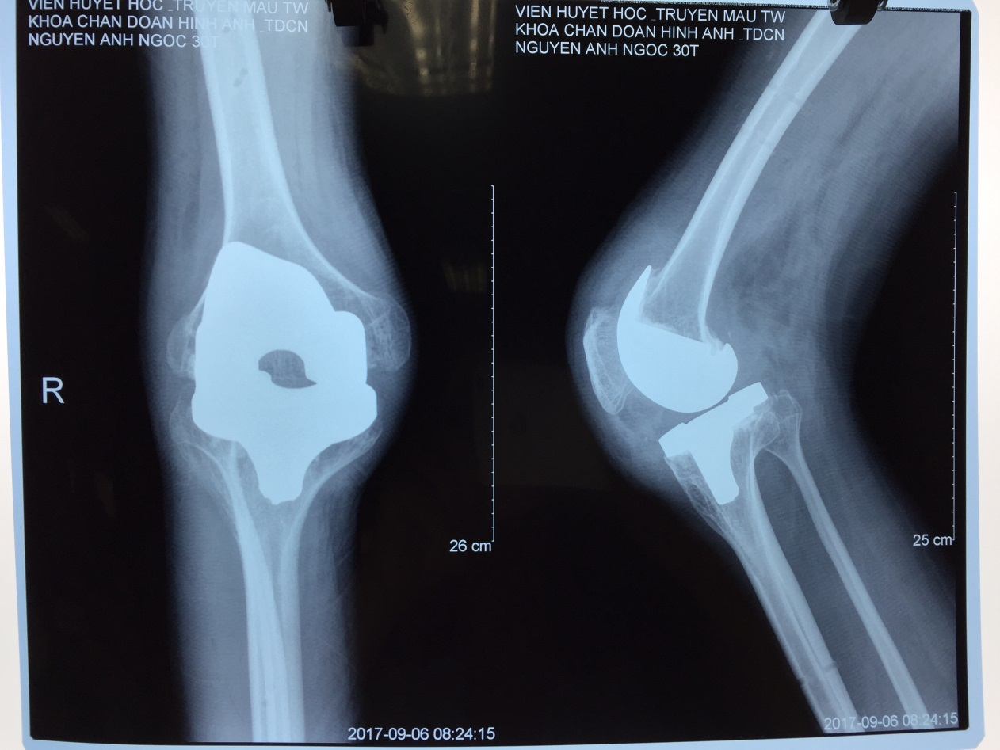 VIEN HUYET HOC _TRUYEN MAU TW
KHOA CHAN DOAN HINH ANH _TDCN
NGUYEN ANH NGOC 30T
VIEN HUYET HOC _TRUYEN MAU TW
KHOA CHAN DOAN HINH ANH _TDCN
NGUYEN ANH NGOC 30T
R
26 cm
25 cm
2017-09-06 08:24:15
2017-09-06 08:24:15